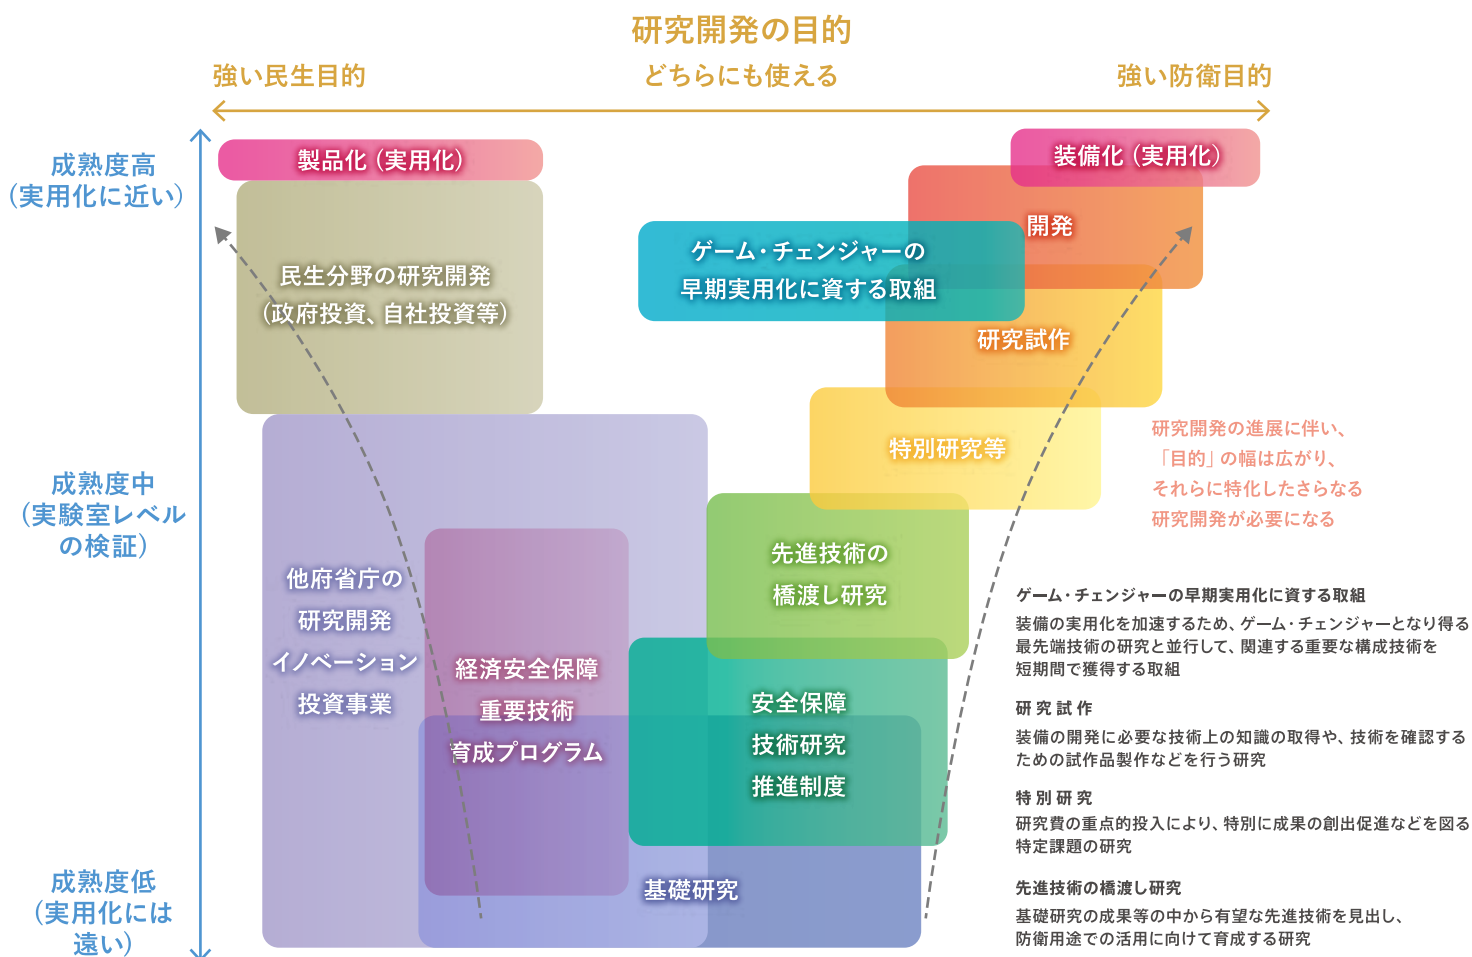 研究開発の目的
強い民生目的
どちらにも使える
強い防衛目的
成熟度高
（実用化に近い）
成熟度中
（実験室レベル
の検証）
成熟度低
（実用化には
遠い）
製品化（実用化）
民生分野の研究開発
（政府投資、自社投資等）
他府省庁の
研究開発
イノベーション
投資事業
経済安全保障
重要技術
育成プログラム
基礎研究
安全保障
技術研究
推進制度
先進技術の
橋渡し研究
特別研究等
研究試作
ゲーム・チェンジャーの
早期実用化に資する取組
開発
装備化（実用化）
研究開発の進展に伴い、
「目的」の幅は広がり、
それらに特化したさらなる
研究開発が必要になる
ゲーム・チェンジャーの早期実用化に資する取組
装備の実用化を加速するため、ゲーム・チェンジャーとなり得る
最先端技術の研究と並行して、関連する重要な構成技術を
短期間で獲得する取組
研究試作
装備の開発に必要な技術上の知識の取得や、技術を確認する
ための試作品製作などを行う研究
特別研究
研究費の重点的投入により、特別に成果の創出促進などを図る
特定課題の研究
先進技術の橋渡し研究
基礎研究の成果等の中から有望な先進技術を見出し、
防衛用途での活用に向けて育成する研究